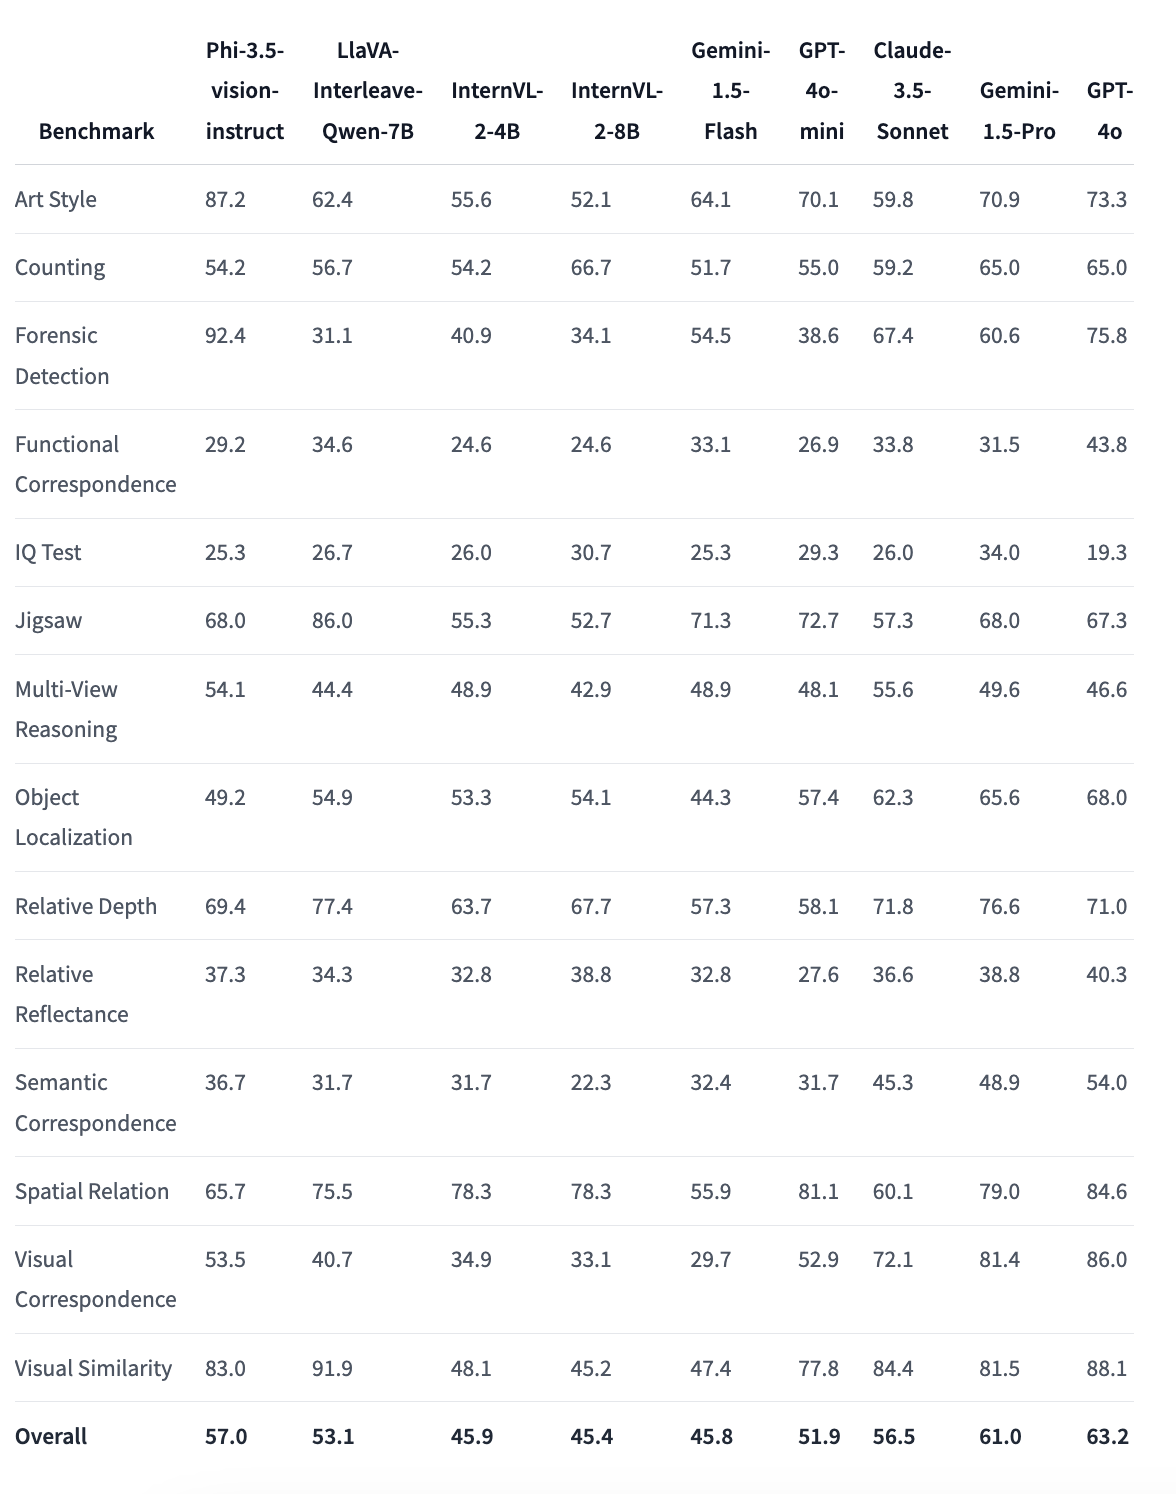 Benchmark Phi-3.5-vision-instruct LlaVA-Interleave-Qwen-7B InternVL-2-4B InternVL-2-8B Gemini-1.5-Flash GPT-4o-mini Claude-3.5-Sonnet Gemini-1.5-Pro GPT-4o
Art Style 87.2 62.4 55.6 52.1 64.1 70.1 59.8 70.9 73.3
Counting 54.2 56.7 54.2 66.7 51.7 55.0 59.2 65.0 65.0
Forensic Detection 92.4 31.1 40.9 34.1 54.5 38.6 67.4 60.6 75.8
Functional Correspondence 29.2 34.6 24.6 24.6 33.1 26.9 33.8 31.5 43.8
IQ Test 25.3 26.7 26.0 30.7 25.3 29.3 26.0 34.0 19.3
Jigsaw 68.0 86.0 55.3 52.7 71.3 72.7 57.3 68.0 67.3
Multi-View Reasoning 54.1 44.4 48.9 42.9 48.9 48.1 55.6 49.6 46.6
Object Localization 49.2 54.9 53.3 54.1 44.3 57.4 62.3 65.6 68.0
Relative Depth 69.4 77.4 63.7 67.7 57.3 58.1 71.8 76.6 71.0
Relative Reflectance 37.3 34.3 32.8 38.8 32.8 27.6 36.6 38.8 40.3
Semantic Correspondence 36.7 31.7 31.7 22.3 32.4 31.7 45.3 48.9 54.0
Spatial Relation 65.7 75.5 78.3 78.3 55.9 81.1 60.1 79.0 84.6
Visual Correspondence 53.5 40.7 34.9 33.1 29.7 52.9 72.1 81.4 86.0
Visual Similarity 83.0 91.9 48.1 45.2 47.4 77.8 84.4 81.5 88.1
Overall 57.0 53.1 45.9 45.4 45.8 51.9 56.5 61.0 63.2